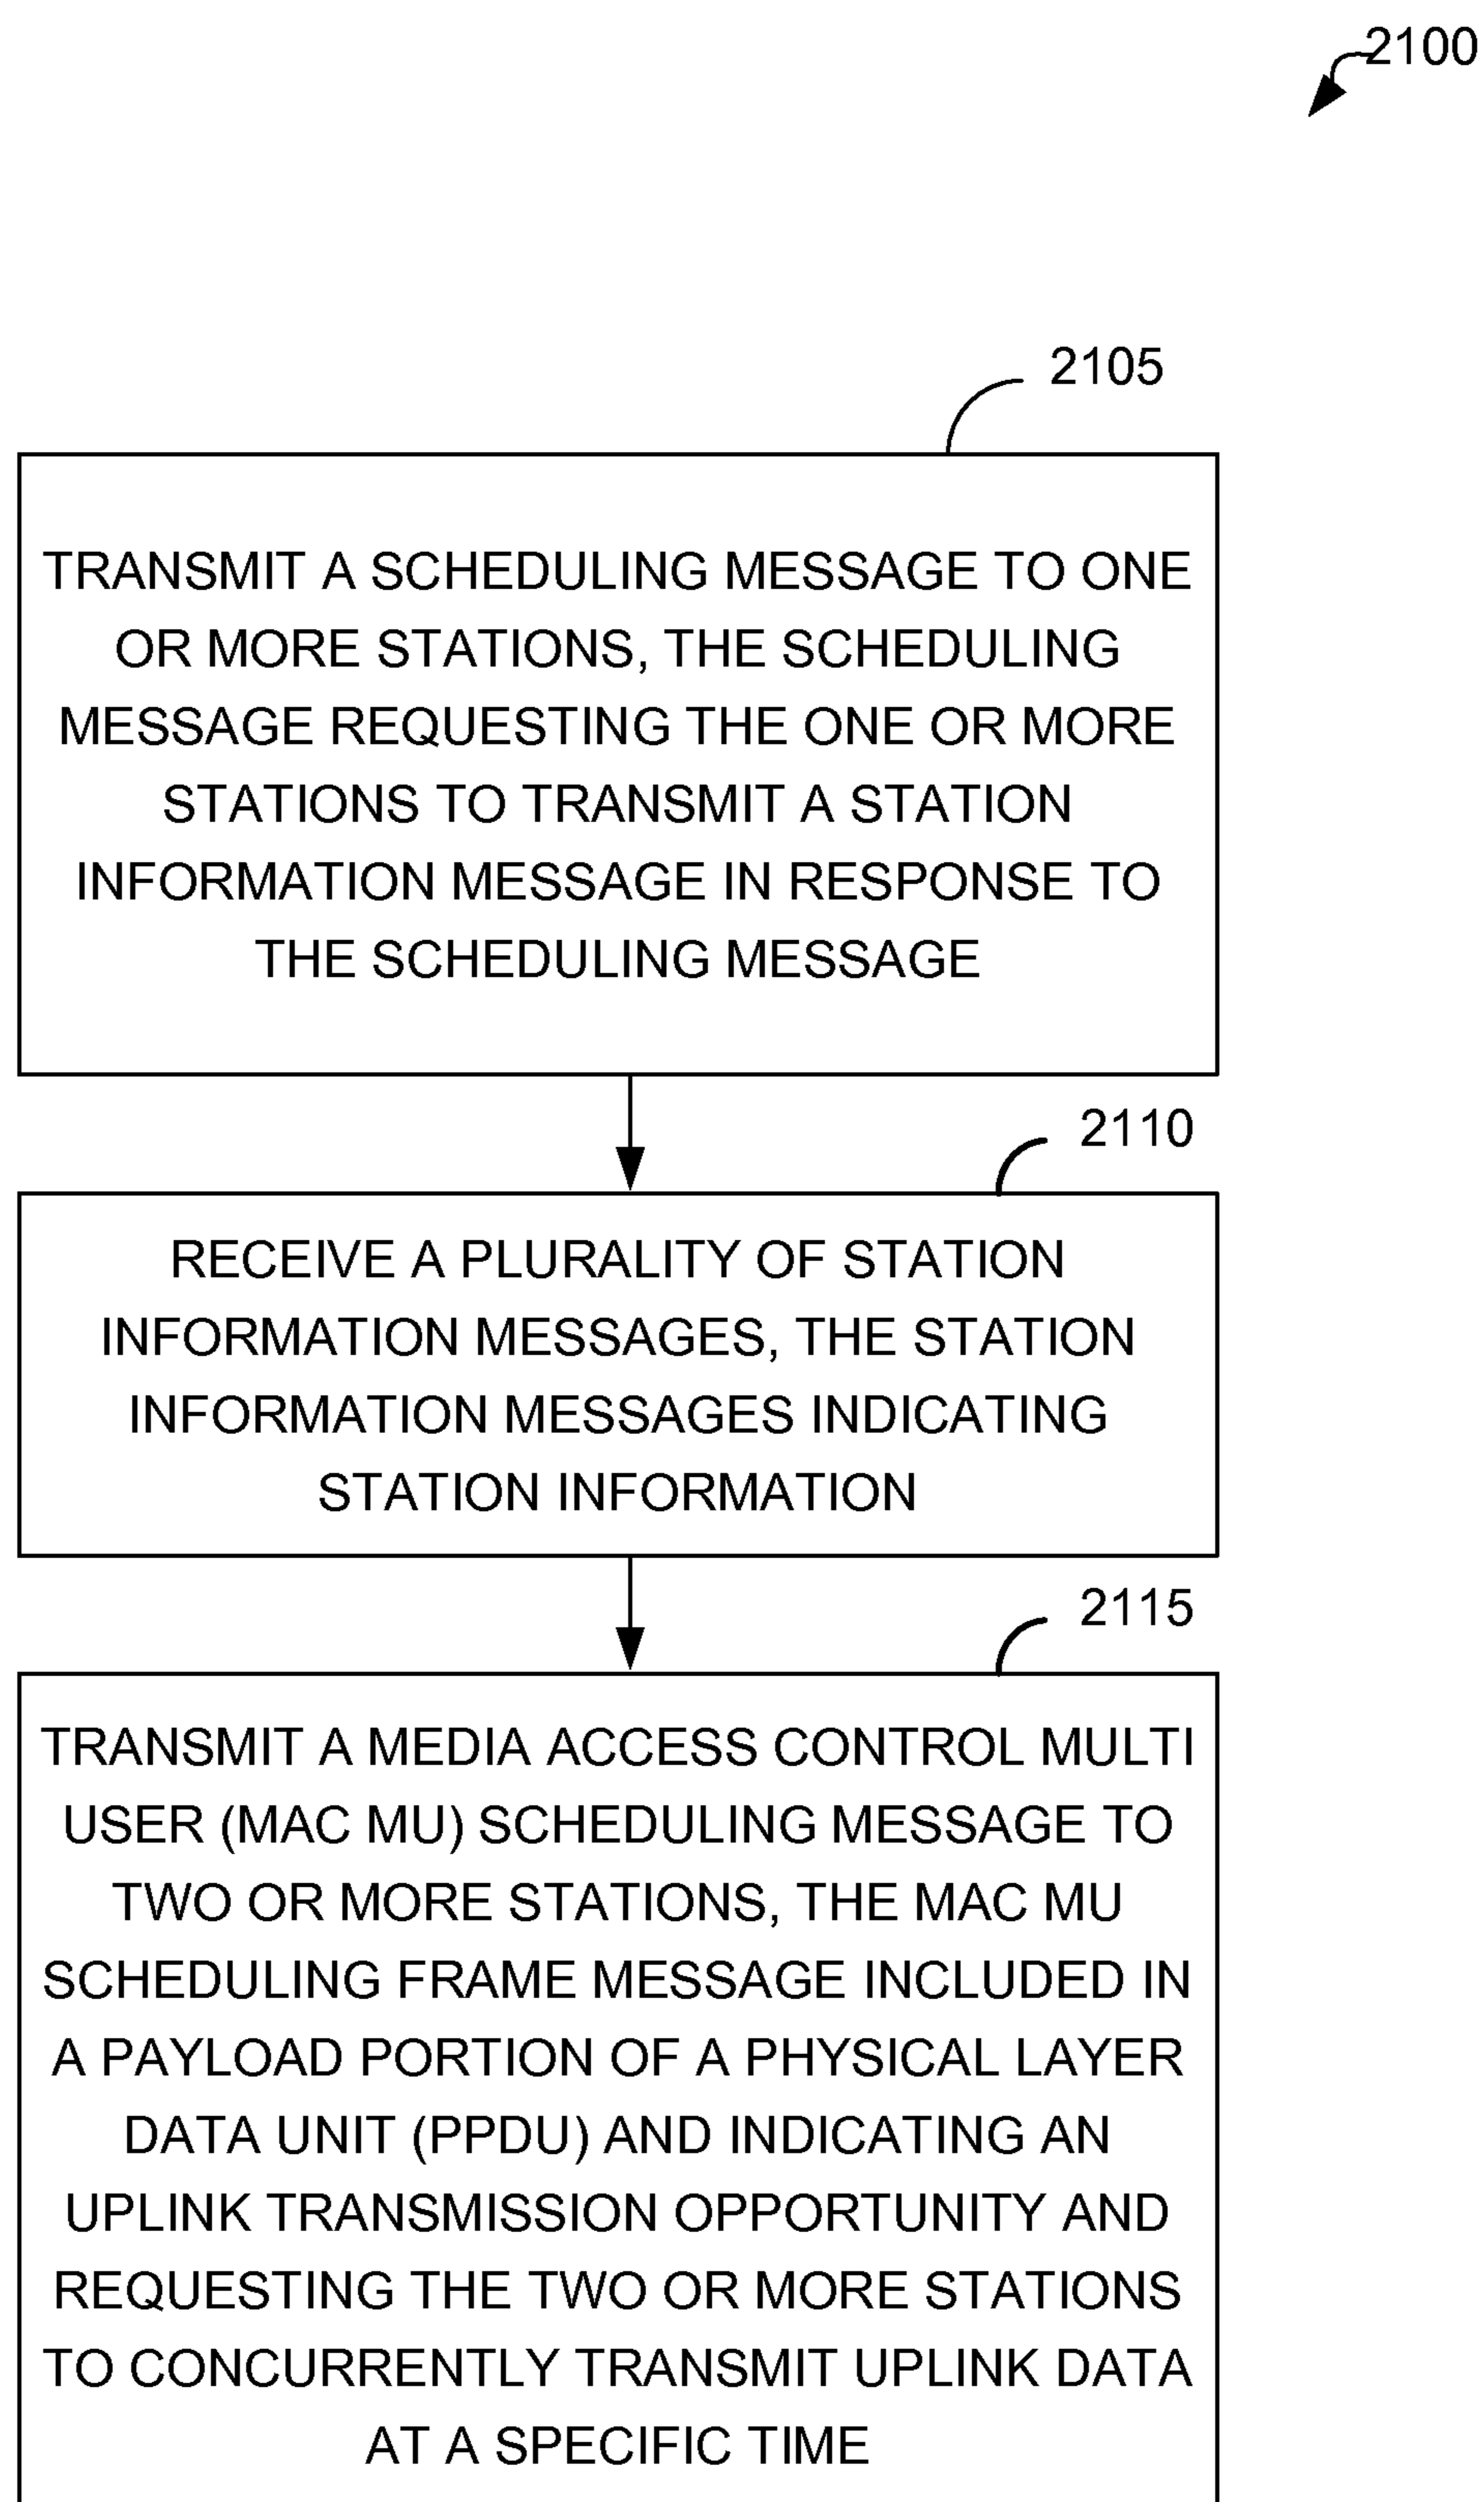 2100
2105
TRANSMIT A SCHEDULING MESSAGE TO ONE
OR MORE STATIONS, THE SCHEDULING
MESSAGE REQUESTING THE ONE OR MORE
STATIONS TO TRANSMIT A STATION
INFORMATION MESSAGE IN RESPONSE TO
THE SCHEDULING MESSAGE
2110
RECEIVE A PLURALITY OF STATION
INFORMATION MESSAGES, THE STATION
INFORMATION MESSAGES INDICATING
STATION INFORMATION
2115
TRANSMIT A MEDIA ACCESS CONTROL MULTI
USER (MAC MU) SCHEDULING MESSAGE TO
TWO OR MORE STATIONS, THE MAC MU
SCHEDULING FRAME MESSAGE INCLUDED IN
A PAYLOAD PORTION OF A PHYSICAL LAYER
DATA UNIT (PPDU) AND INDICATING AN
UPLINK TRANSMISSION OPPORTUNITY AND
REQUESTING THE TWO OR MORE STATIONS
TO CONCURRENTLY TRANSMIT UPLINK DATA
AT A SPECIFIC TIME